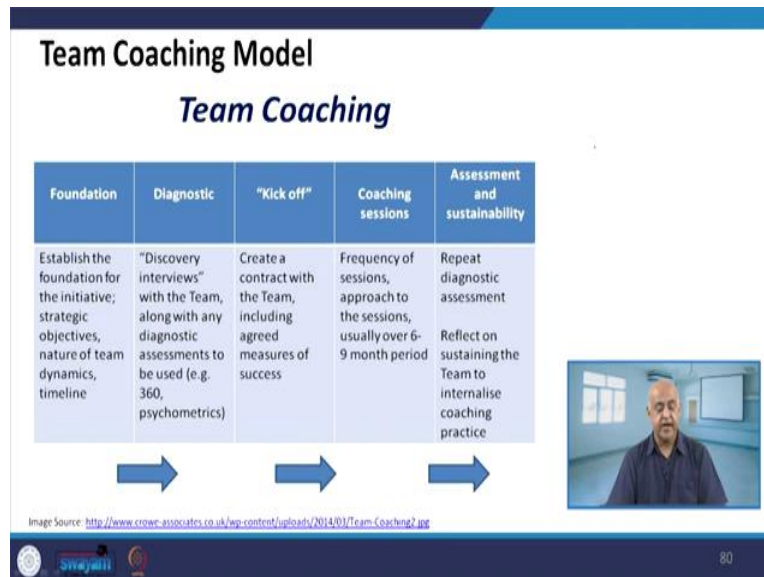 Team Coaching Model
Team Coaching
Foundation
Diagnostic
"Kick off"
Coaching
sessions
Assessment
and
sustainability
Establish the
foundation for
the initiative;
strategic
objectives,
nature of team
dynamics,
timeline
"Discovery
interviews"
with the Team,
along with any
diagnostic
assessments to
be used (e.g.
360,
psychometrics)
Create a
contract with
the Team,
including
agreed
measures of
success
Frequency of
sessions,
approach to
the sessions,
usually over 6-
9 month period
Repeat
diagnostic
assessment
Reflect on
sustaining the
Team to
internalise
coaching
practice
Image Source: http://www.crowe-associates.co.uk/wp-content/uploads/2014/03/Team-Coaching2.jpg
swayam
80